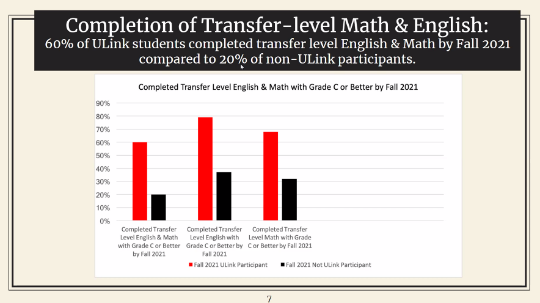 Completion of Transfer-level Math & English:
60% of ULink students completed transfer level English & Math by Fall 2021
compared to 20% of non-ULink participants.
Completed Transfer Level English & Math with Grade C or Better by Fall 2021
90%
80%
70%
60%
50%
40%
30%
20%
10%
0%
Completed Transfer
Level English & Math
with Grade C or Better
by Fall 2021
Completed Transfer
Level English with
Grade C or Better by
Fall 2021
Completed Transfer
Level Math with Grade
C or Better by Fall 2021
Fall 2021 ULink Participant
Fall 2021 Not ULink Participant
7